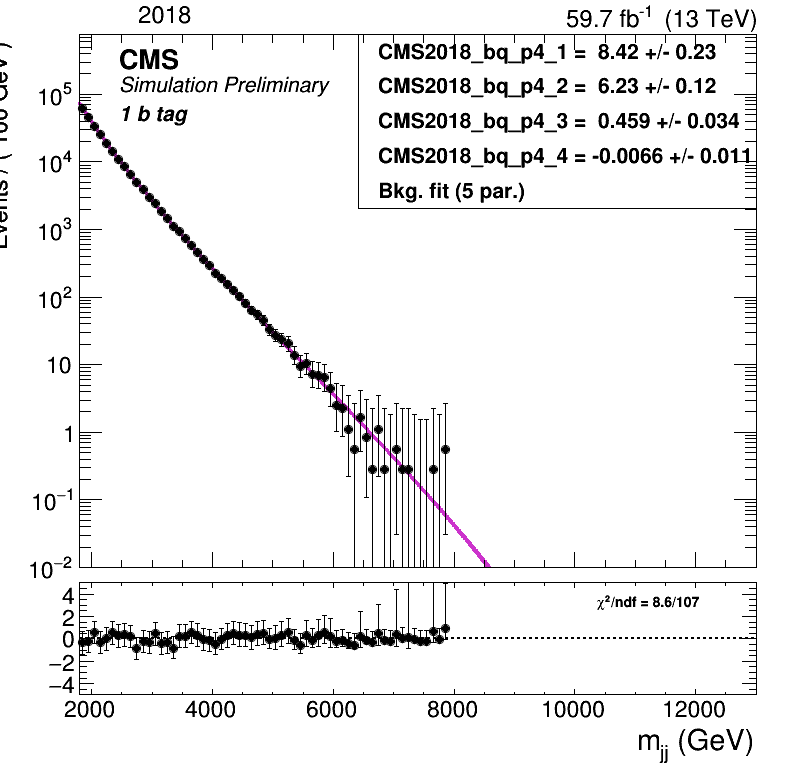 2018
59.7 fb⁻¹ (13 TeV)
CMS
Simulation Preliminary
1 b tag
CMS2018_bq_p4_1 = 8.42 +/- 0.23
CMS2018_bq_p4_2 = 6.23 +/- 0.12
CMS2018_bq_p4_3 = 0.459 +/- 0.034
CMS2018_bq_p4_4 = -0.0066 +/- 0.011
Bkg. fit (5 par.)
Events / ( 100 GeV )
10⁵
10⁴
10³
10²
10
1
10⁻¹
10⁻²
χ²/ndf = 8.6/107
4
2
0
−2
−4
2000 4000 6000 8000 10000 12000
m_jj (GeV)